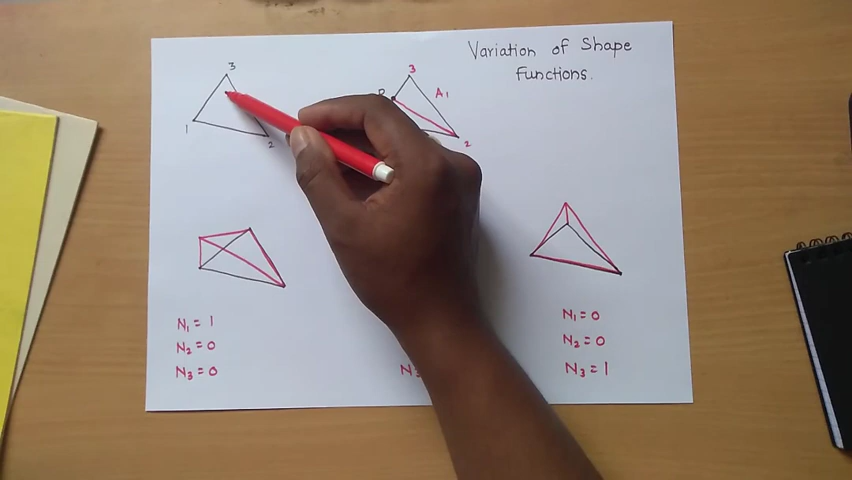 Variation of Shape
Functions.
3
1
2
3
P
A1
2
N1 = 1
N2 = 0
N3 = 0
N3
N1 = 0
N2 = 0
N3 = 1